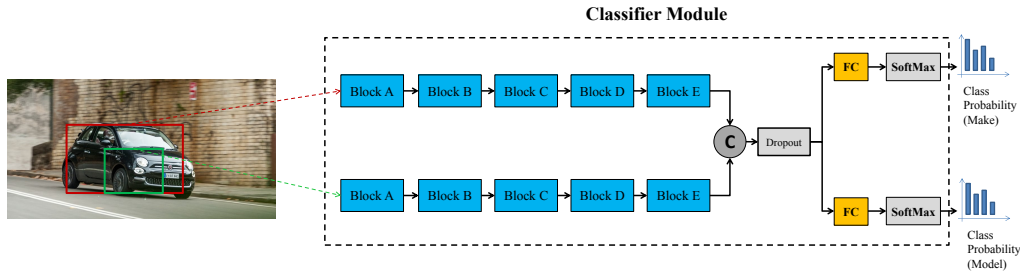 Classifier Module
Block A
Block B
Block C
Block D
Block E
FC
SoftMax
Class
Probability
(Make)
C
Dropout
Block A
Block B
Block C
Block D
Block E
FC
SoftMax
Class
Probability
(Model)